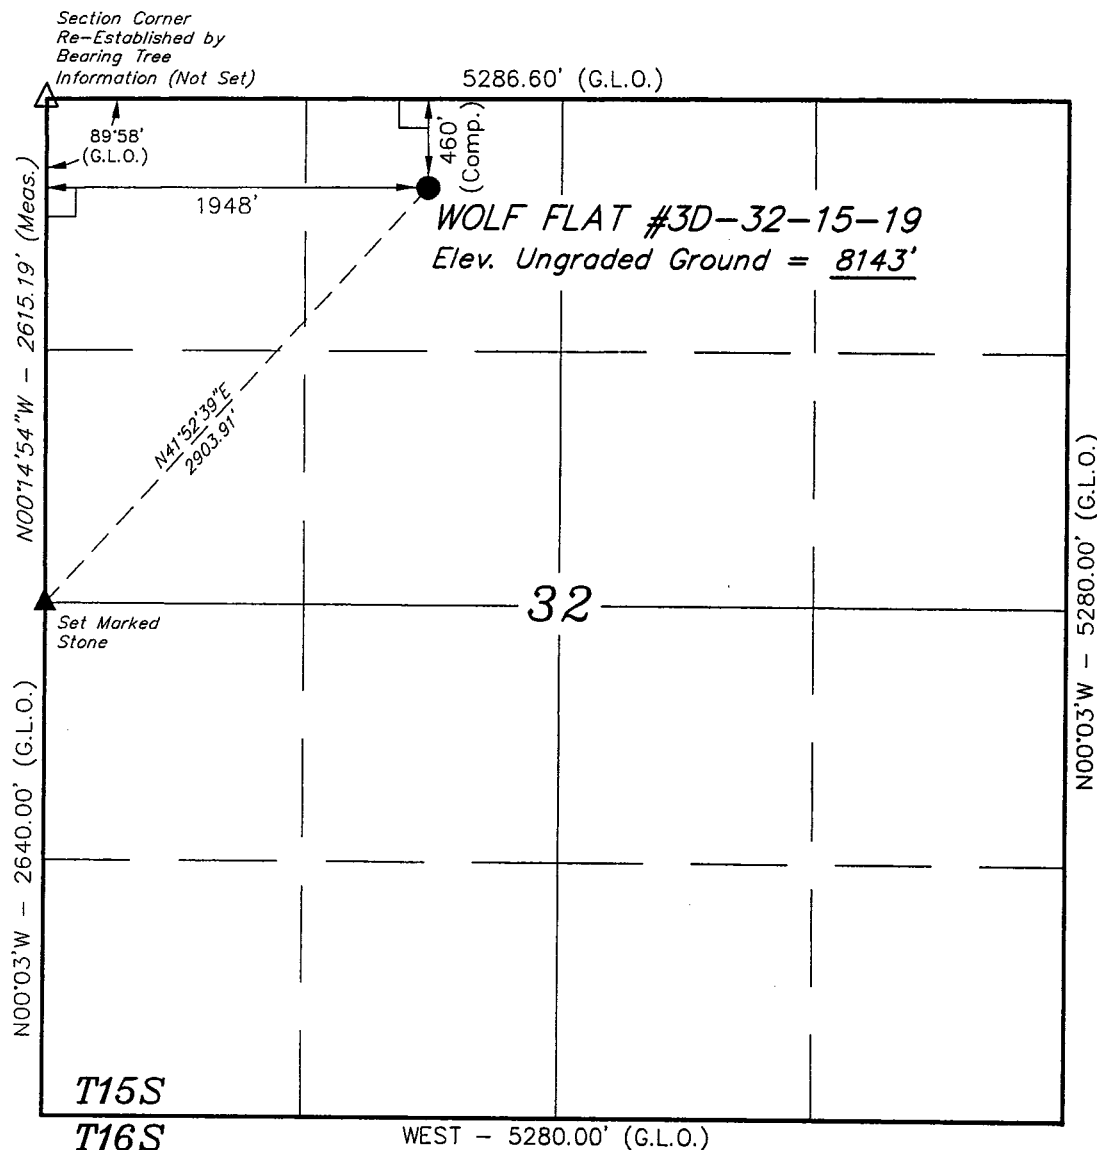 Section Corner
Re-Established by
Bearing Tree
Information (Not Set)
5286.60' (G.L.O.)
89°58'
(G.L.O.)
460'
(Comp.)
1948'
WOLF FLAT #3D-32-15-19
Elev. Ungraded Ground = 8143'
N00°14'54"W - 2615.19' (Meas.)
N41°52'39"E
2903.91'
N00°03'W - 5280.00' (G.L.O.)
32
Set Marked
Stone
N00°03'W - 2640.00' (G.L.O.)
T15S
T16S
WEST - 5280.00' (G.L.O.)